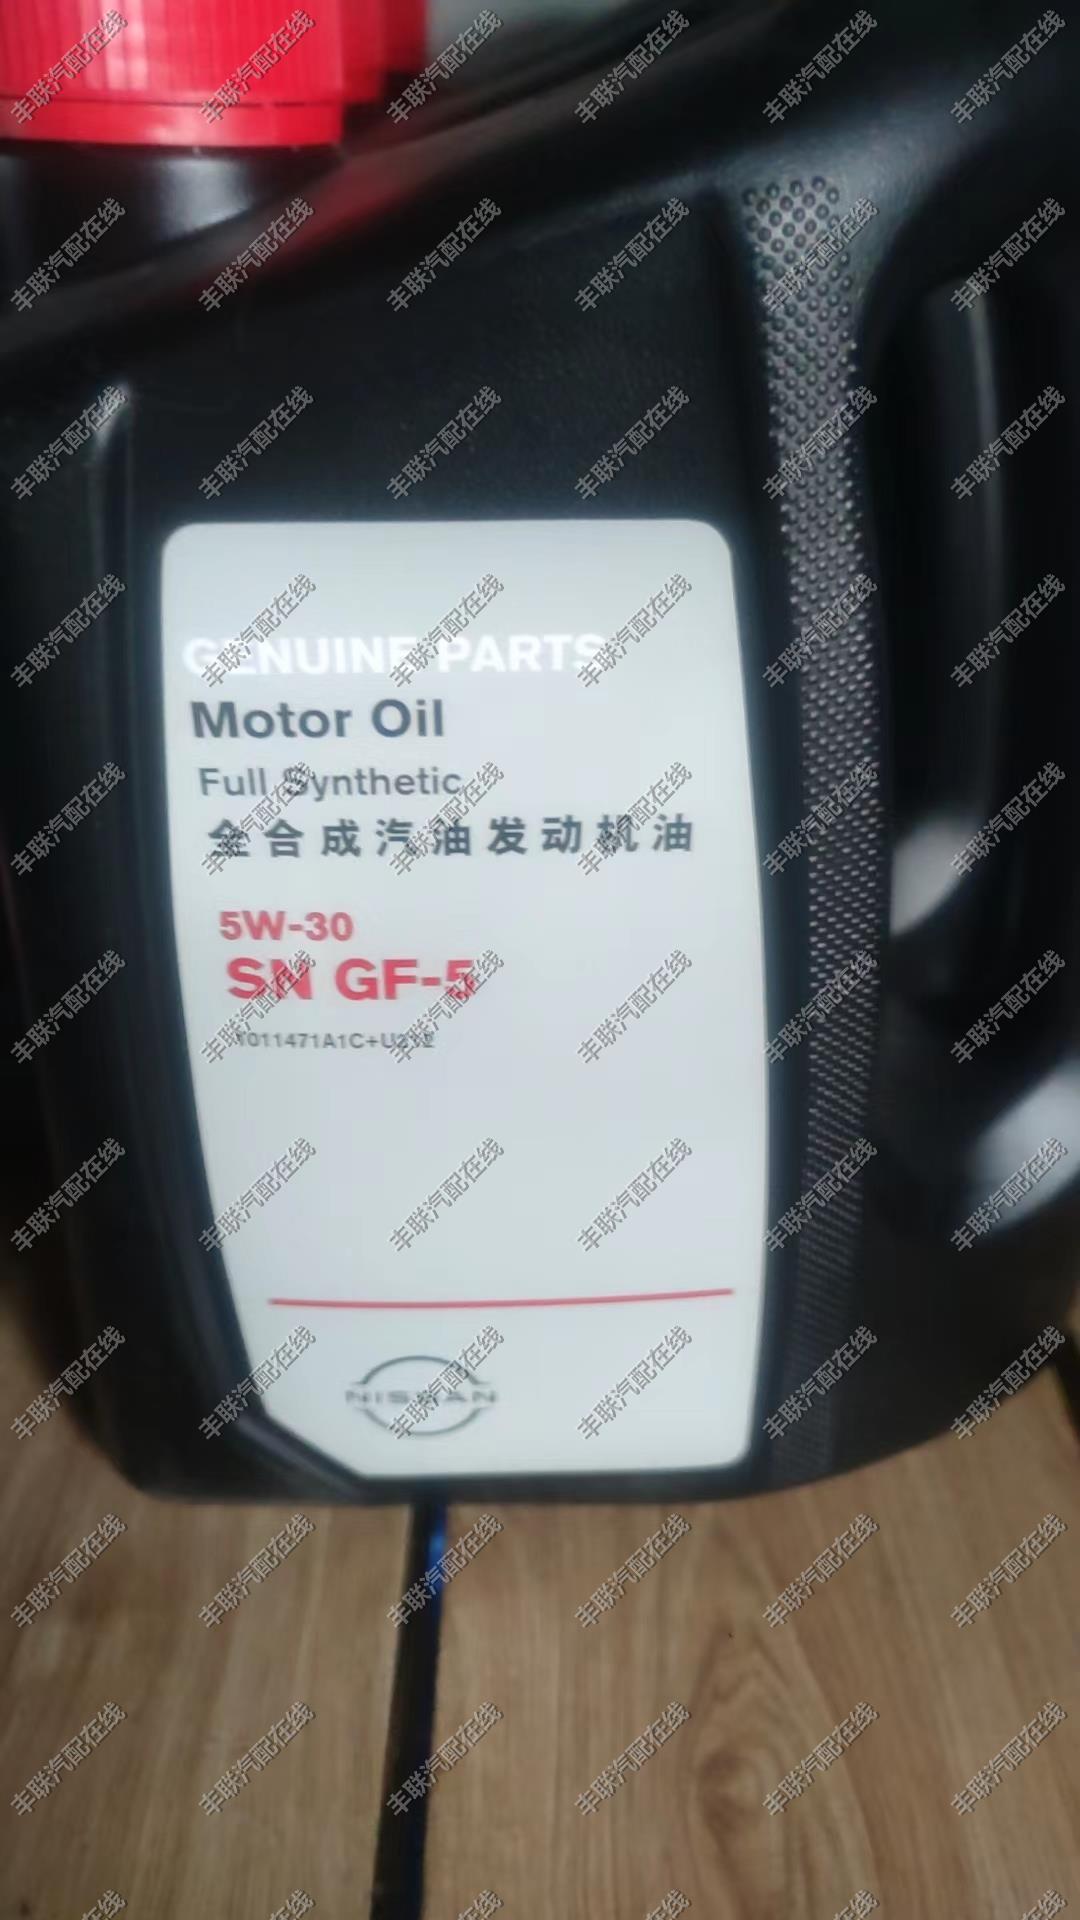 GENUINE PARTS
Motor Oil
Full Synthetic
全合成汽油发动机油
5W-30
SN GF-5
NISSAN
丰联汽配在线